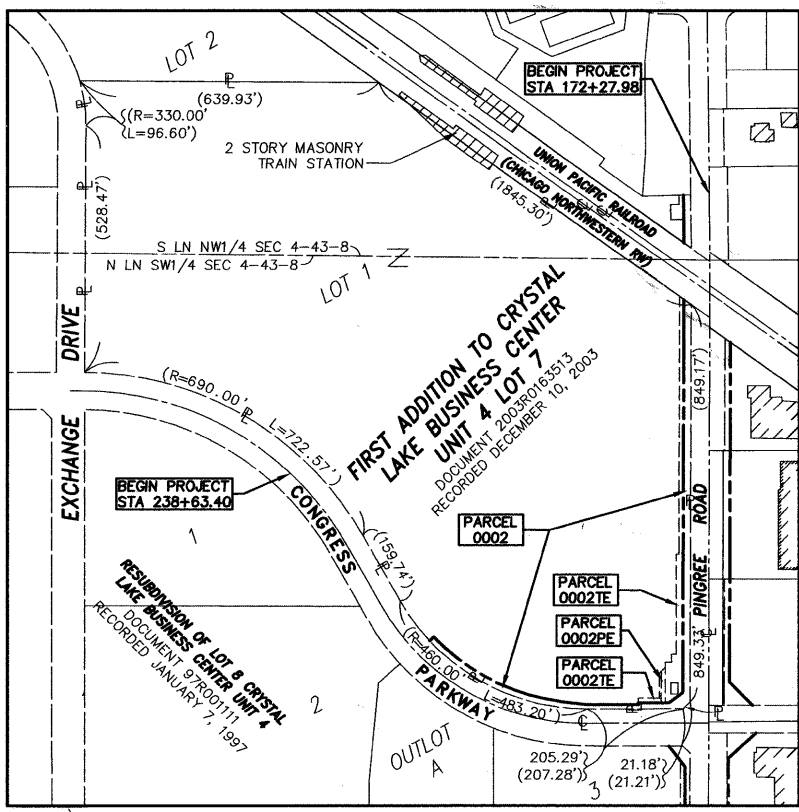 LOT 2
(639.93')
(R=330.00'
L=96.60')
2 STORY MASONRY
TRAIN STATION
BEGIN PROJECT
STA 172+27.98
UNION PACIFIC RAILROAD
(CHICAGO NORTHWESTERN RW)
(1845.30')
(528.47')
S LN NW1/4 SEC 4-43-8
N LN SW1/4 SEC 4-43-8
LOT 1
Z
EXCHANGE DRIVE
(R=690.00' L=722.57')
FIRST ADDITION TO CRYSTAL
LAKE BUSINESS CENTER
UNIT 4 LOT 7
DOCUMENT 2003R0163513
RECORDED DECEMBER 10, 2003
(849.17')
BEGIN PROJECT
STA 238+63.40
CONGRESS
PARKWAY
(159.74')
PARCEL
0002
PINGREE ROAD
1
RESUBDIVISION OF LOT 8 CRYSTAL
LAKE BUSINESS CENTER UNIT 4
DOCUMENT 97R001111
RECORDED JANUARY 7, 1997
PARCEL
0002TE
PARCEL
0002PE
PARCEL
0002TE
849.33'
(R=460.00' L=483.20')
2
OUTLOT
A
205.29'
(207.28')
3
21.18'
(21.21')